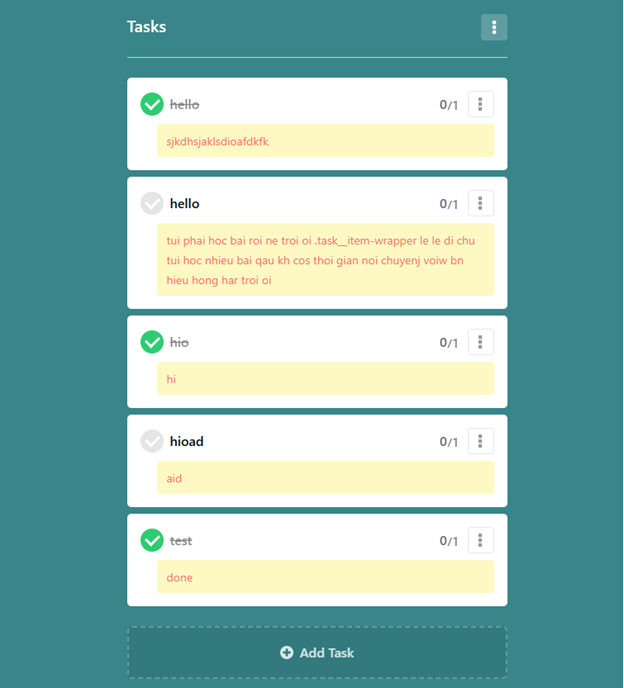 Tasks
hello 0/1
sjkdhsjaklsdioafdkfk
hello 0/1
tui phai hoc bai roi ne troi oi .task__item-wrapper le le di chu
tui hoc nhieu bai qau kh cos thoi gian noi chuyenj voiw bn
hieu hong har troi oi
hio 0/1
hi
hioad 0/1
aid
test 0/1
done
Add Task